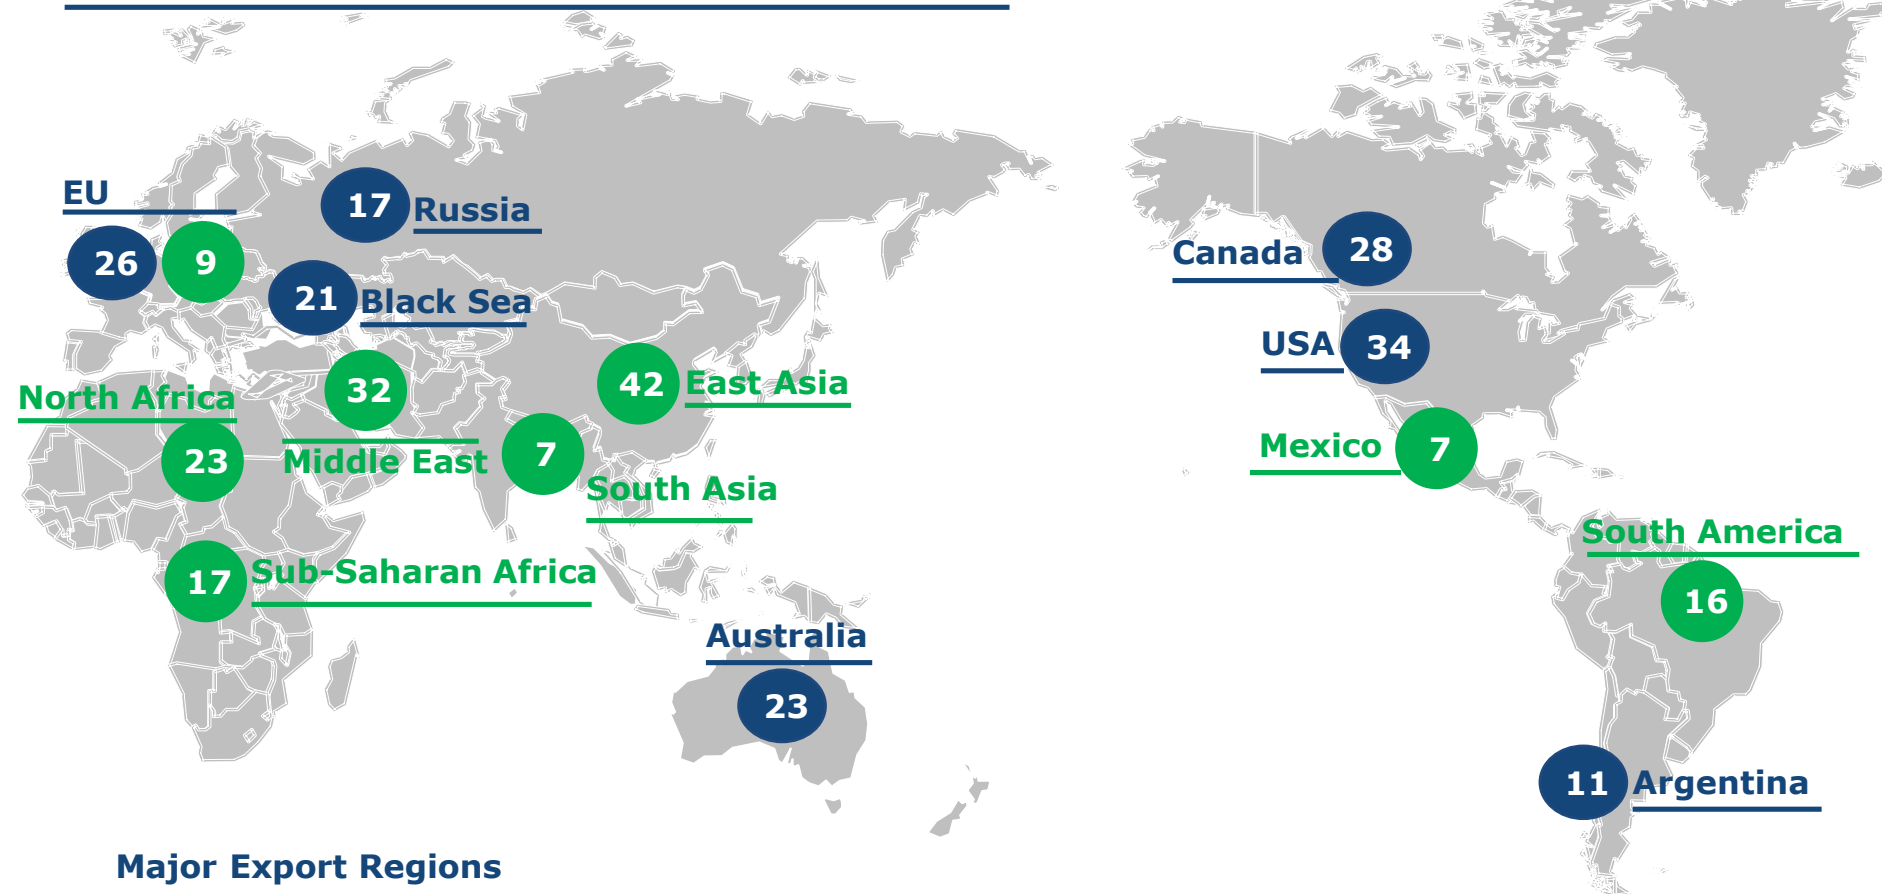 EU
26
9
17
Russia
21
Black Sea
Canada
28
USA
34
North Africa
23
32
Middle East
42
East Asia
7
South Asia
Mexico
7
South America
16
17
Sub-Saharan Africa
Australia
23
11
Argentina
Major Export Regions